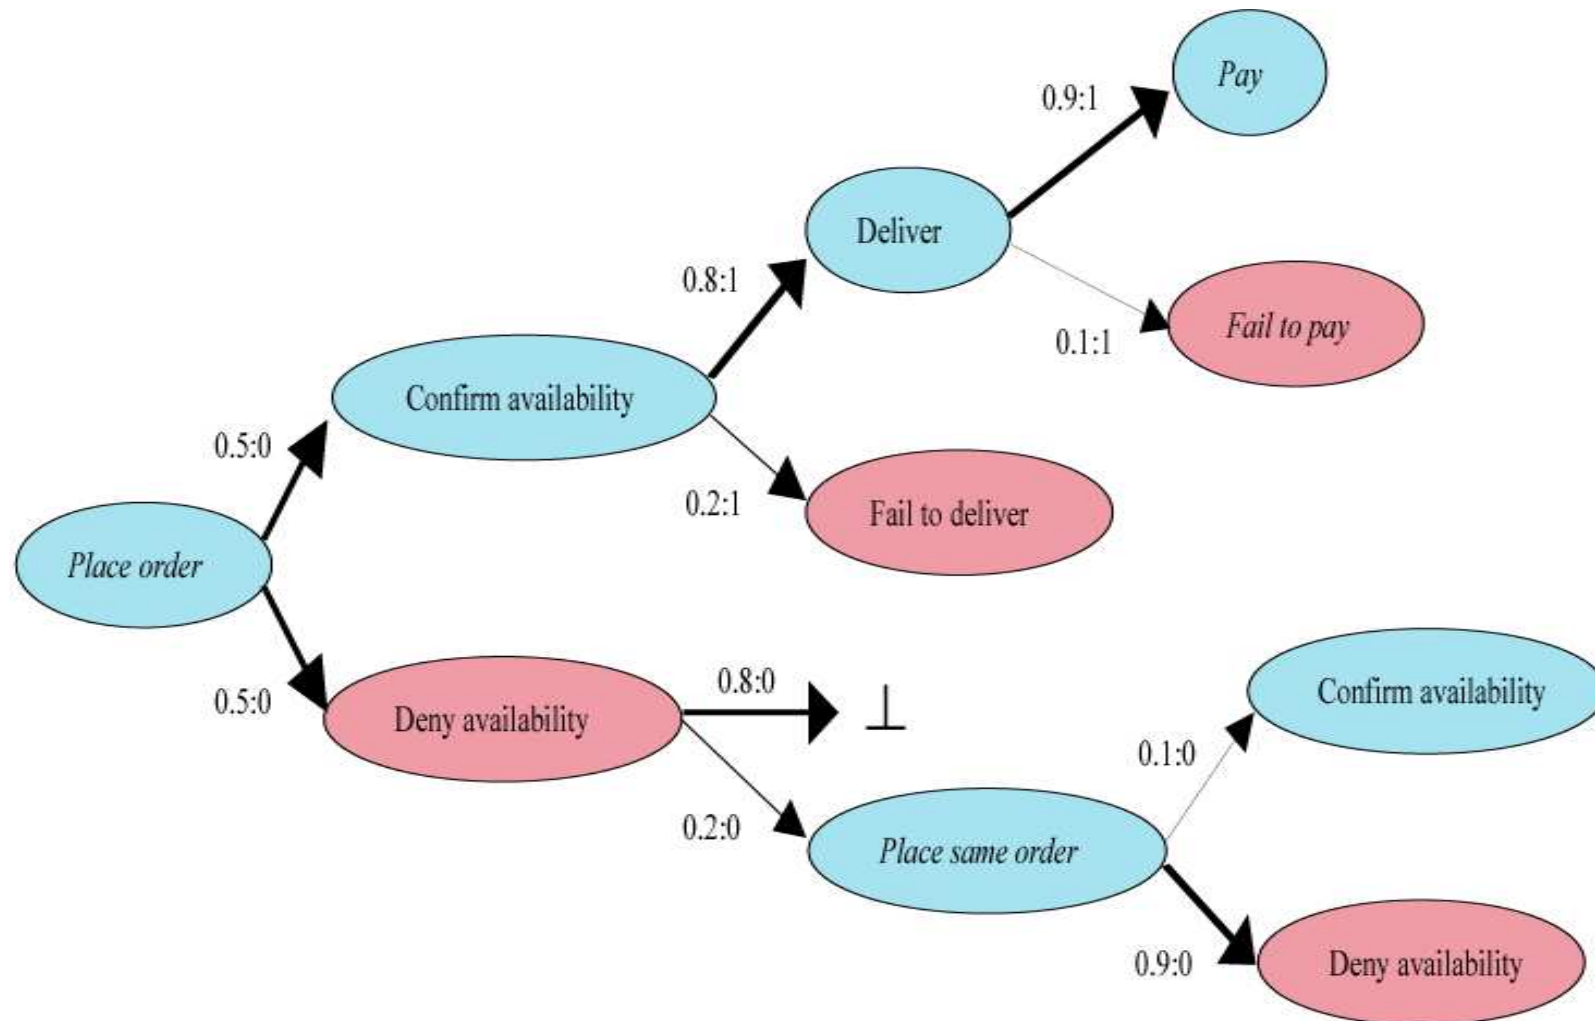 Pay
0.9:1
Deliver
0.8:1
Fail to pay
0.1:1
Confirm availability
0.5:0
0.2:1
Fail to deliver
Place order
0.5:0
Deny availability
0.8:0
⊥
Confirm availability
0.1:0
0.2:0
Place same order
0.9:0
Deny availability